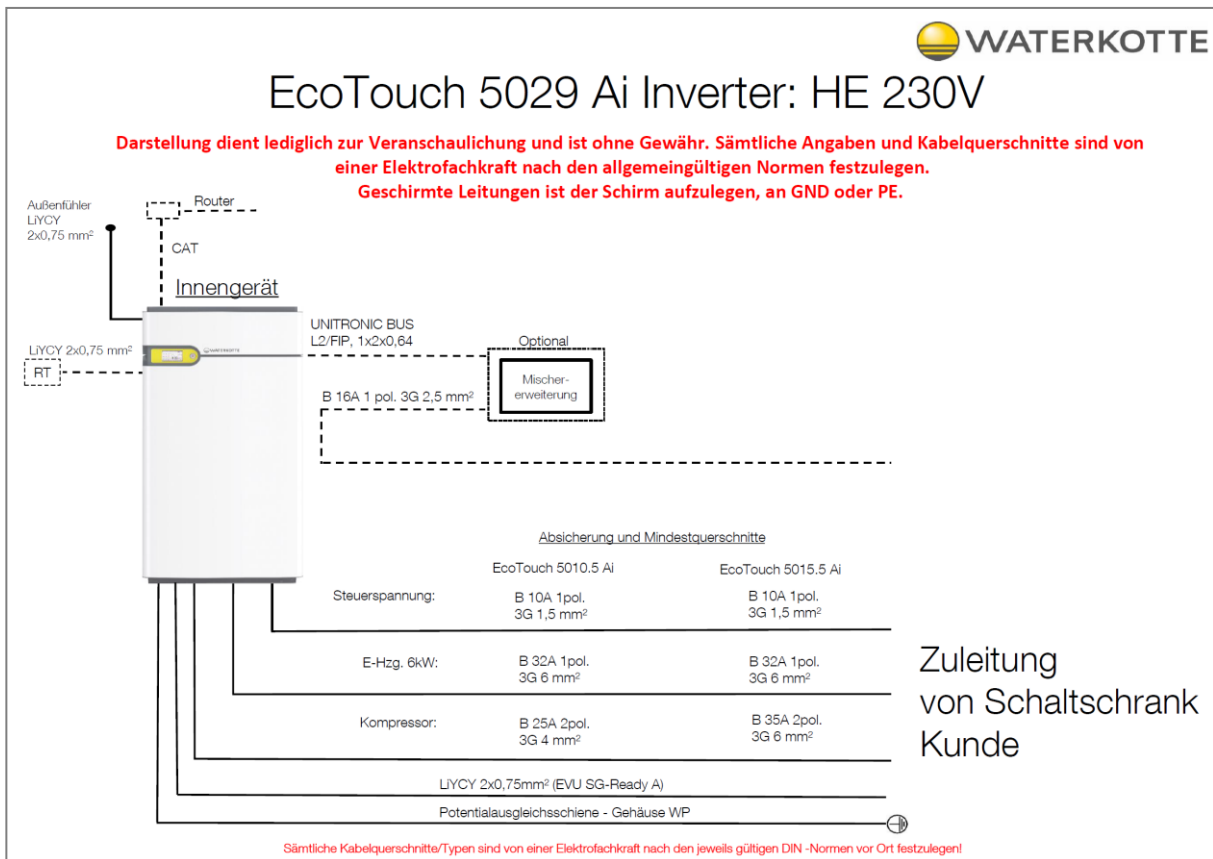 WATERKOTTE
EcoTouch 5029 Ai Inverter: HE 230V
Darstellung dient lediglich zur Veranschaulichung und ist ohne Gewähr. Sämtliche Angaben und Kabelquerschnitte sind von
einer Elektrofachkraft nach den allgemeingültigen Normen festzulegen.
Geschirmte Leitungen ist der Schirm aufzulegen, an GND oder PE.
Außenfühler
LiYCY
2x0,75 mm²
Router
CAT
Innengerät
UNITRONIC BUS
L2/FIP, 1x2x0,64
Optional
LiYCY 2x0,75 mm²
RT
WATERKOTTE
Mischer-
erweiterung
B 16A 1 pol. 3G 2,5 mm²
Absicherung und Mindestquerschnitte
EcoTouch 5010.5 Ai EcoTouch 5015.5 Ai
Steuerspannung: B 10A 1pol. B 10A 1pol.
3G 1,5 mm² 3G 1,5 mm²
E-Hzg. 6kW: B 32A 1pol. B 32A 1pol.
3G 6 mm² 3G 6 mm²
Kompressor: B 25A 2pol. B 35A 2pol.
3G 4 mm² 3G 6 mm²
Zuleitung
von Schaltschrank
Kunde
LiYCY 2x0,75mm² (EVU SG-Ready A)
Potentialausgleichsschiene - Gehäuse WP
Sämtliche Kabelquerschnitte/Typen sind von einer Elektrofachkraft nach den jeweils gültigen DIN -Normen vor Ort festzulegen!